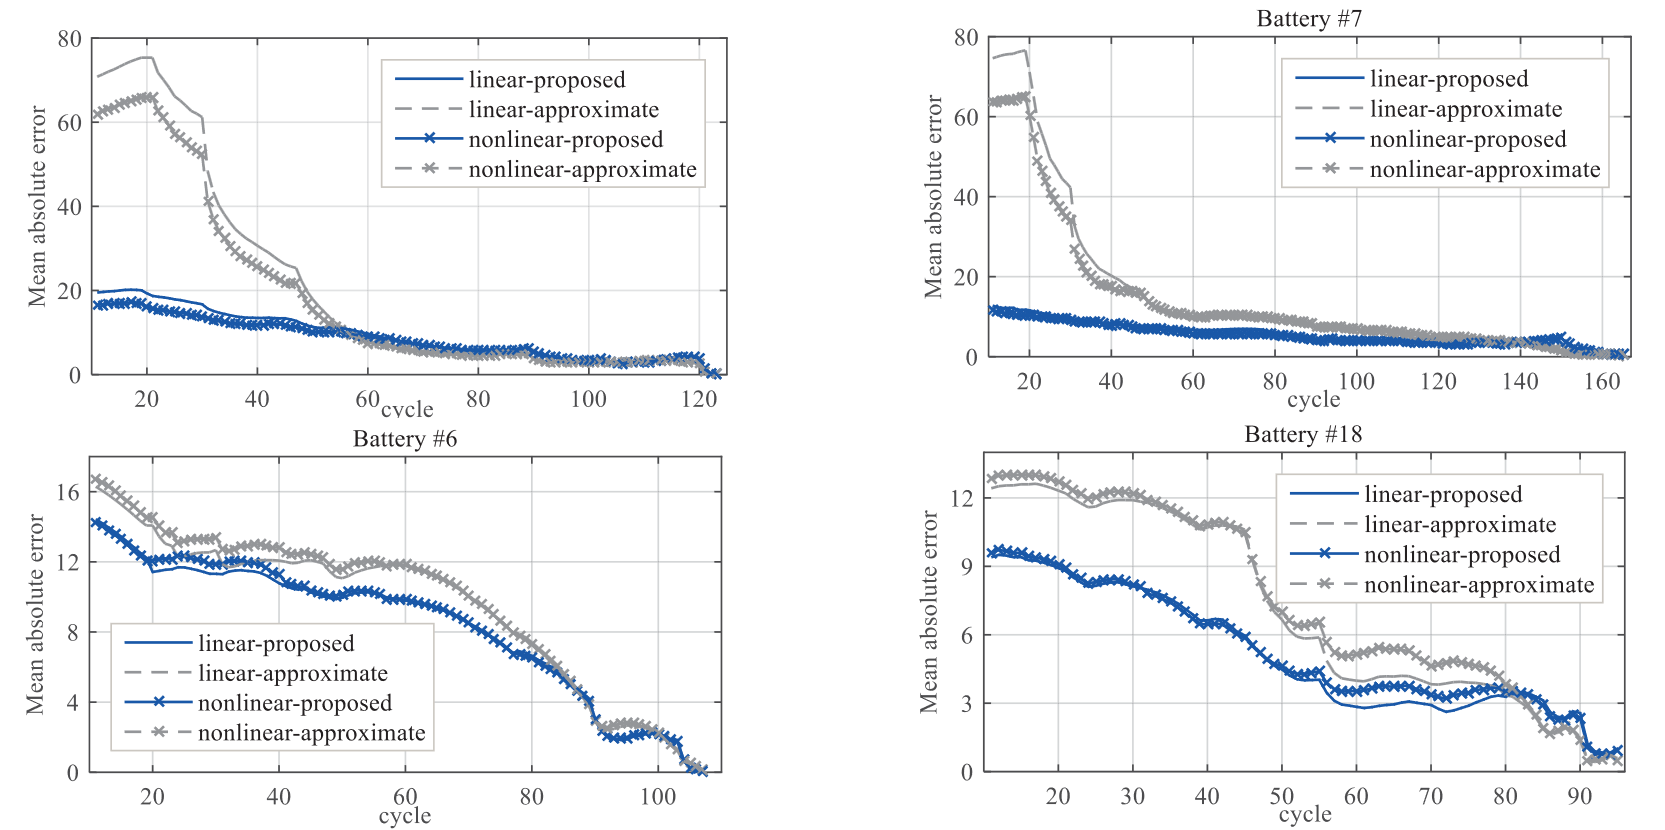 80
60
40
20
0
Mean absolute error
linear-proposed
linear-approximate
nonlinear-proposed
nonlinear-approximate
20 40 60 80 100 120
cycle
Battery #7
80
60
40
20
0
Mean absolute error
linear-proposed
linear-approximate
nonlinear-proposed
nonlinear-approximate
20 40 60 80 100 120 140 160
cycle
Battery #6
16
12
8
4
0
Mean absolute error
linear-proposed
linear-approximate
nonlinear-proposed
nonlinear-approximate
20 40 60 80 100
cycle
Battery #18
12
9
6
3
0
Mean absolute error
linear-proposed
linear-approximate
nonlinear-proposed
nonlinear-approximate
20 30 40 50 60 70 80 90
cycle